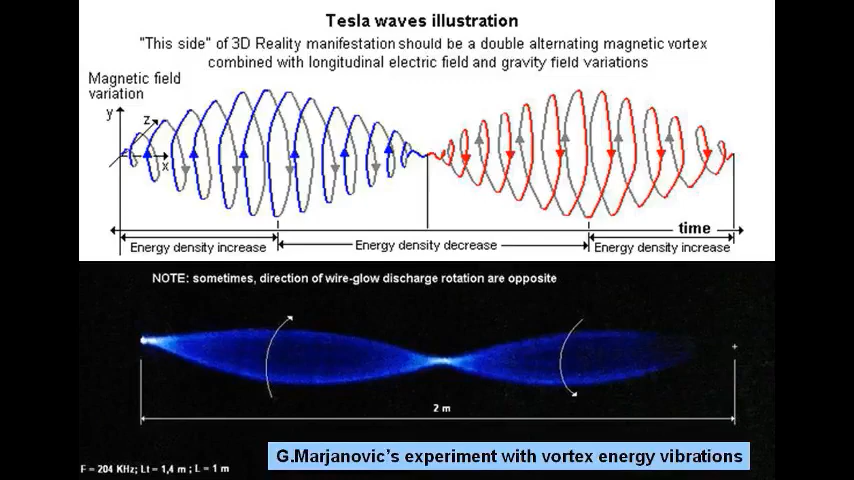 Tesla waves illustration
"This side" of 3D Reality manifestation should be a double alternating magnetic vortex
combined with longitudinal electric field and gravity field variations
Magnetic field
variation
y
z
x
time
Energy density increase
Energy density decrease
Energy density increase
NOTE: sometimes, direction of wire-glow discharge rotation are opposite
2 m
G.Marjanovic's experiment with vortex energy vibrations
F = 204 KHz; Lt = 1,4 m ; L = 1 m